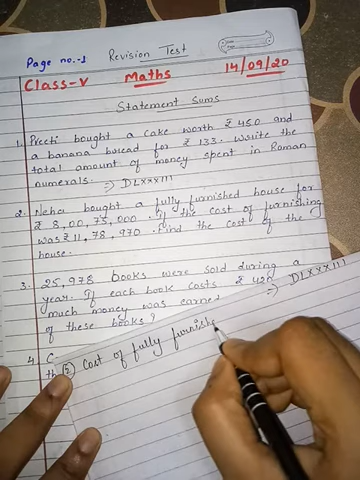 Page no.-1 Revision Test
Class-V Maths 14/09/20
Statement Sums
1. Preeti bought a cake worth ₹ 450 and
a banana bread for ₹ 133. Write the
total amount of money spent in Roman
numerals. ⇒ DLXXXIII
2. Neha bought a fully furnished house for
₹ 8,00,75,000. If the cost of furnishing
was ₹ 11,78,970. Find the cost of the
house.
3. 25,978 books were sold during a
year. If each book costs ₹ 420
much money was earned
of these books?
⇒ DLXXXIII
4. C
th
2) Cost of fully furnishe